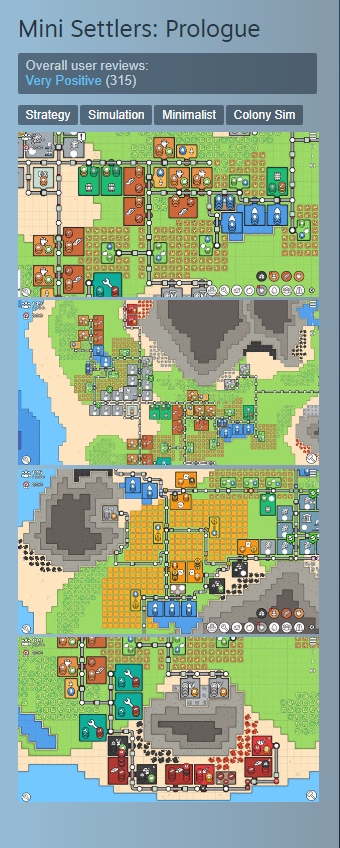 Mini Settlers: Prologue
Overall user reviews:
Very Positive (315)
Strategy Simulation Minimalist Colony Sim